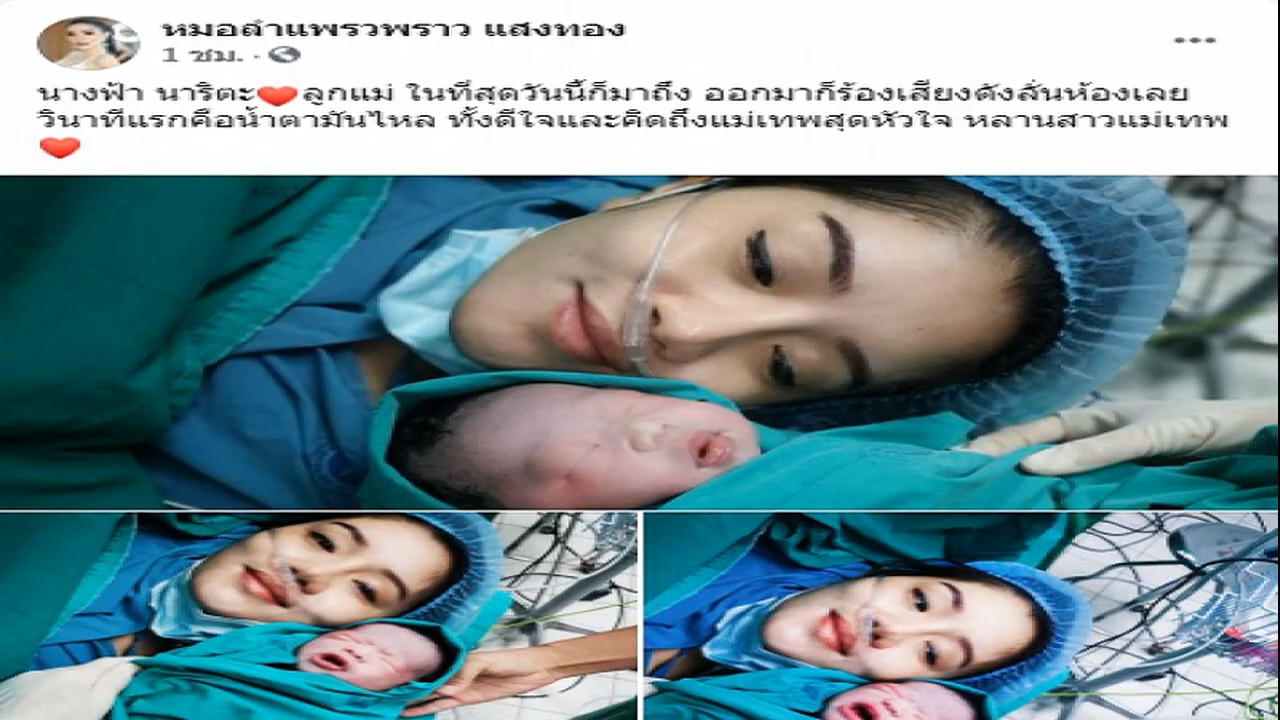 หมอลำแพรวพราว แสงทอง
1 ชม. ·
นางฟ้า นาริตะ❤️ลูกแม่ ในที่สุดวันนี้ก็มาถึง ออกมาก็ร้องเสียงดังลั่นห้องเลย
วินาทีแรกคือน้ำตามันไหล ทั้งดีใจและคิดถึงแม่เทพสุดหัวใจ หลานสาวแม่เทพ
❤️